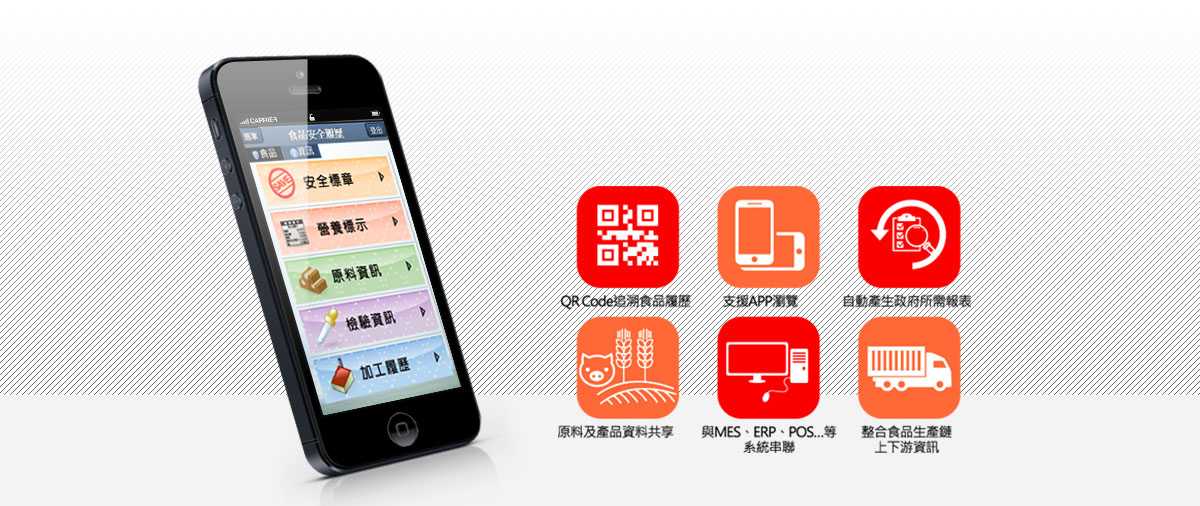 CARRIER
選單
食品安全履歷
登出
食品
資訊
SAVE
安全標章
營養標示
原料資訊
檢驗資訊
加工履歷
QR Code追溯食品履歷
支援APP瀏覽
自動產生政府所需報表
原料及產品資料共享
與MES、ERP、POS...等
系統串聯
整合食品生產鏈
上下游資訊